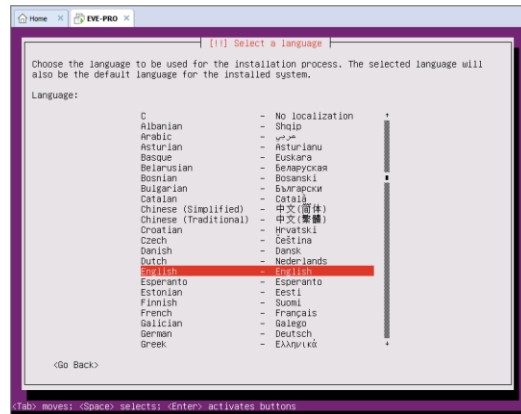 Home × EVE-PRO ×
[!!] Select a language
Choose the language to be used for the installation process. The selected language will
also be the default language for the installed system.
Language:
C - No localization
Albanian - Shqip
Arabic - عربي
Asturian - Asturianu
Basque - Euskara
Belarusian - Беларуская
Bosnian - Bosanski
Bulgarian - Български
Catalan - Català
Chinese (Simplified) - 中文(简体)
Chinese (Traditional) - 中文(繁體)
Croatian - Hrvatski
Czech - Čeština
Danish - Dansk
Dutch - Nederlands
English - English
Esperanto - Esperanto
Estonian - Eesti
Finnish - Suomi
French - Français
Galician - Galego
German - Deutsch
Greek - Ελληνικά
<Go Back>
<Tab> moves; <Space> selects; <Enter> activates buttons